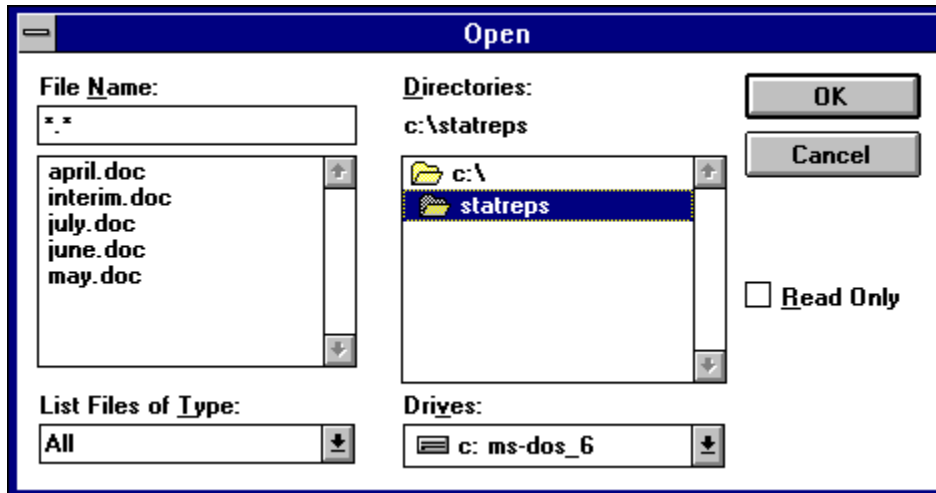 Open
File Name:
*.*
april.doc
interim.doc
july.doc
june.doc
may.doc
List Files of Type:
All
Directories:
c:\statreps
c:\
statreps
Drives:
c: ms-dos_6
OK
Cancel
Read Only